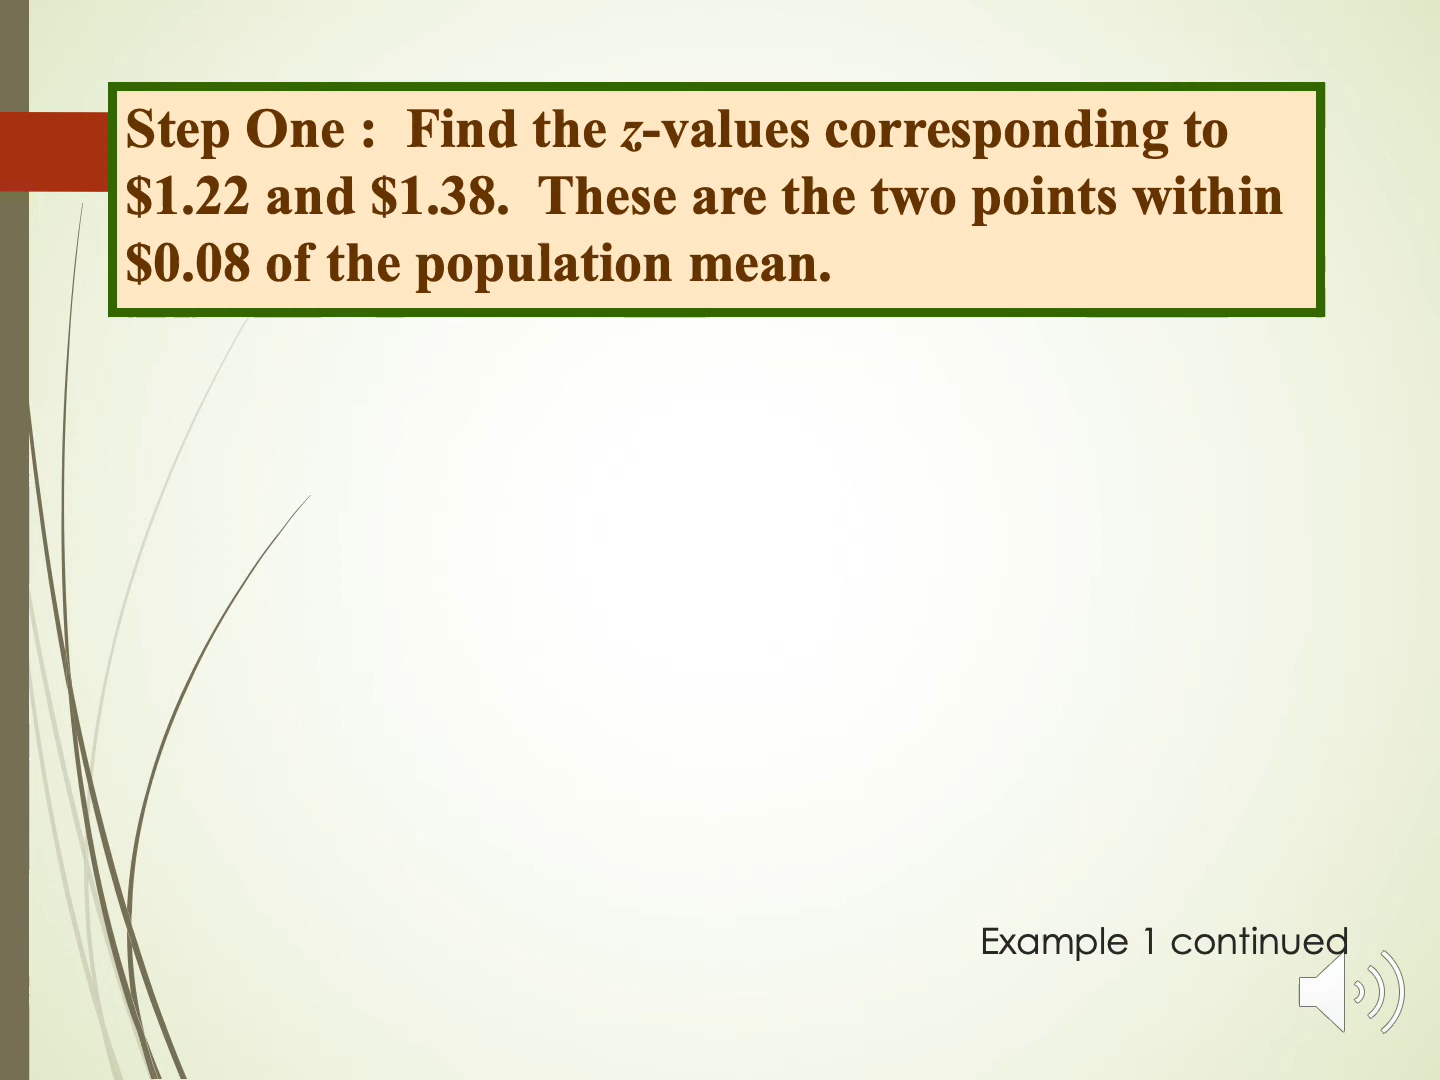 Step One :  Find the z-values corresponding to
$1.22 and $1.38.  These are the two points within
$0.08 of the population mean.
Example 1 continued